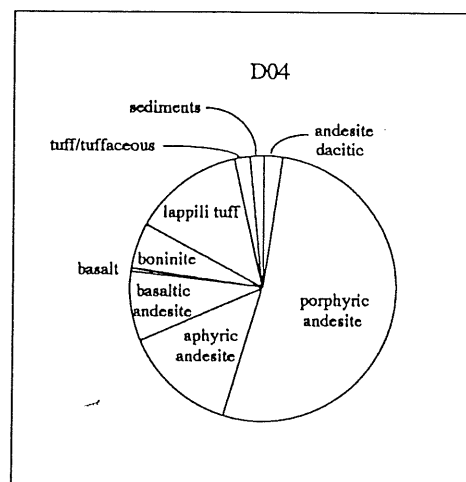 D04
sediments
andesite
dacitic
tuff/tuffaceous
lappili tuff
boninite
basalt
basaltic
andesite
aphyric
andesite
porphyric
andesite